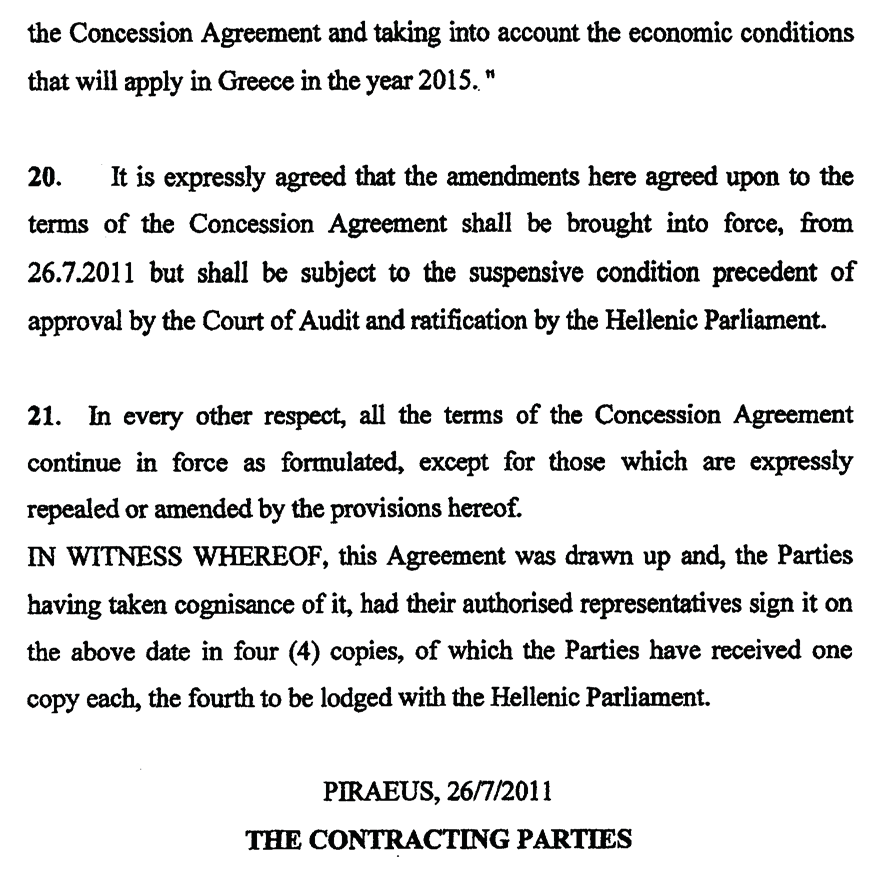 the Concession Agreement and taking into account the economic conditions
that will apply in Greece in the year 2015. "
20. It is expressly agreed that the amendments here agreed upon to the
terms of the Concession Agreement shall be brought into force, from
26.7.2011 but shall be subject to the suspensive condition precedent of
approval by the Court of Audit and ratification by the Hellenic Parliament.
21. In every other respect, all the terms of the Concession Agreement
continue in force as formulated, except for those which are expressly
repealed or amended by the provisions hereof.
IN WITNESS WHEREOF, this Agreement was drawn up and, the Parties
having taken cognisance of it, had their authorised representatives sign it on
the above date in four (4) copies, of which the Parties have received one
copy each, the fourth to be lodged with the Hellenic Parliament.
PIRAEUS, 26/7/2011
THE CONTRACTING PARTIES